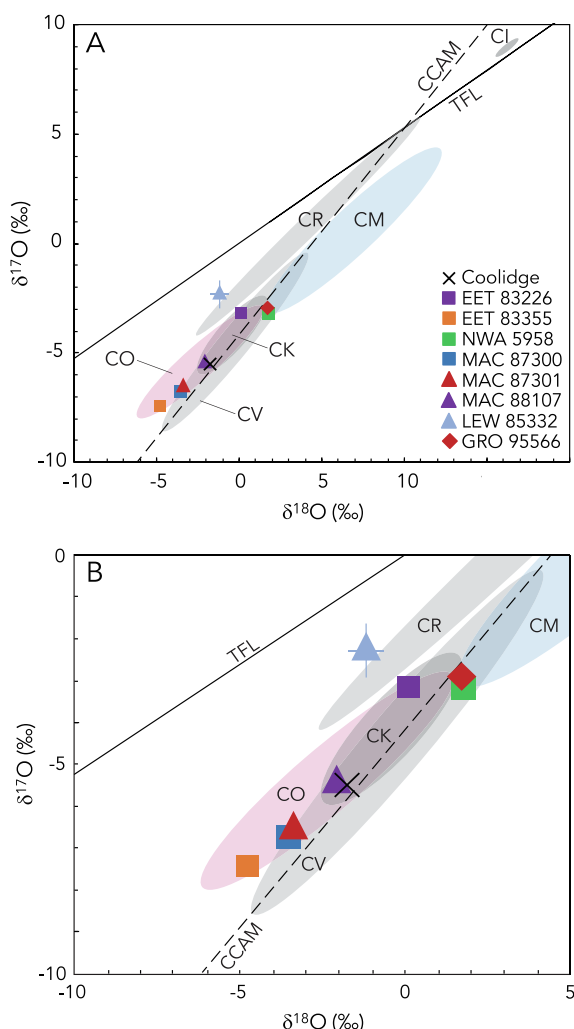 A
10
5
0
-5
-10
-10
-5
0
5
10
δ¹⁷O (‰)
δ¹⁸O (‰)
CCAM
CI
TFL
CR
CM
CO
CK
CV
Coolidge
EET 83226
EET 83355
NWA 5958
MAC 87300
MAC 87301
MAC 88107
LEW 85332
GRO 95566
B
0
-5
-10
-10
-5
0
5
δ¹⁷O (‰)
δ¹⁸O (‰)
TFL
CR
CM
CK
CO
CV
CCAM